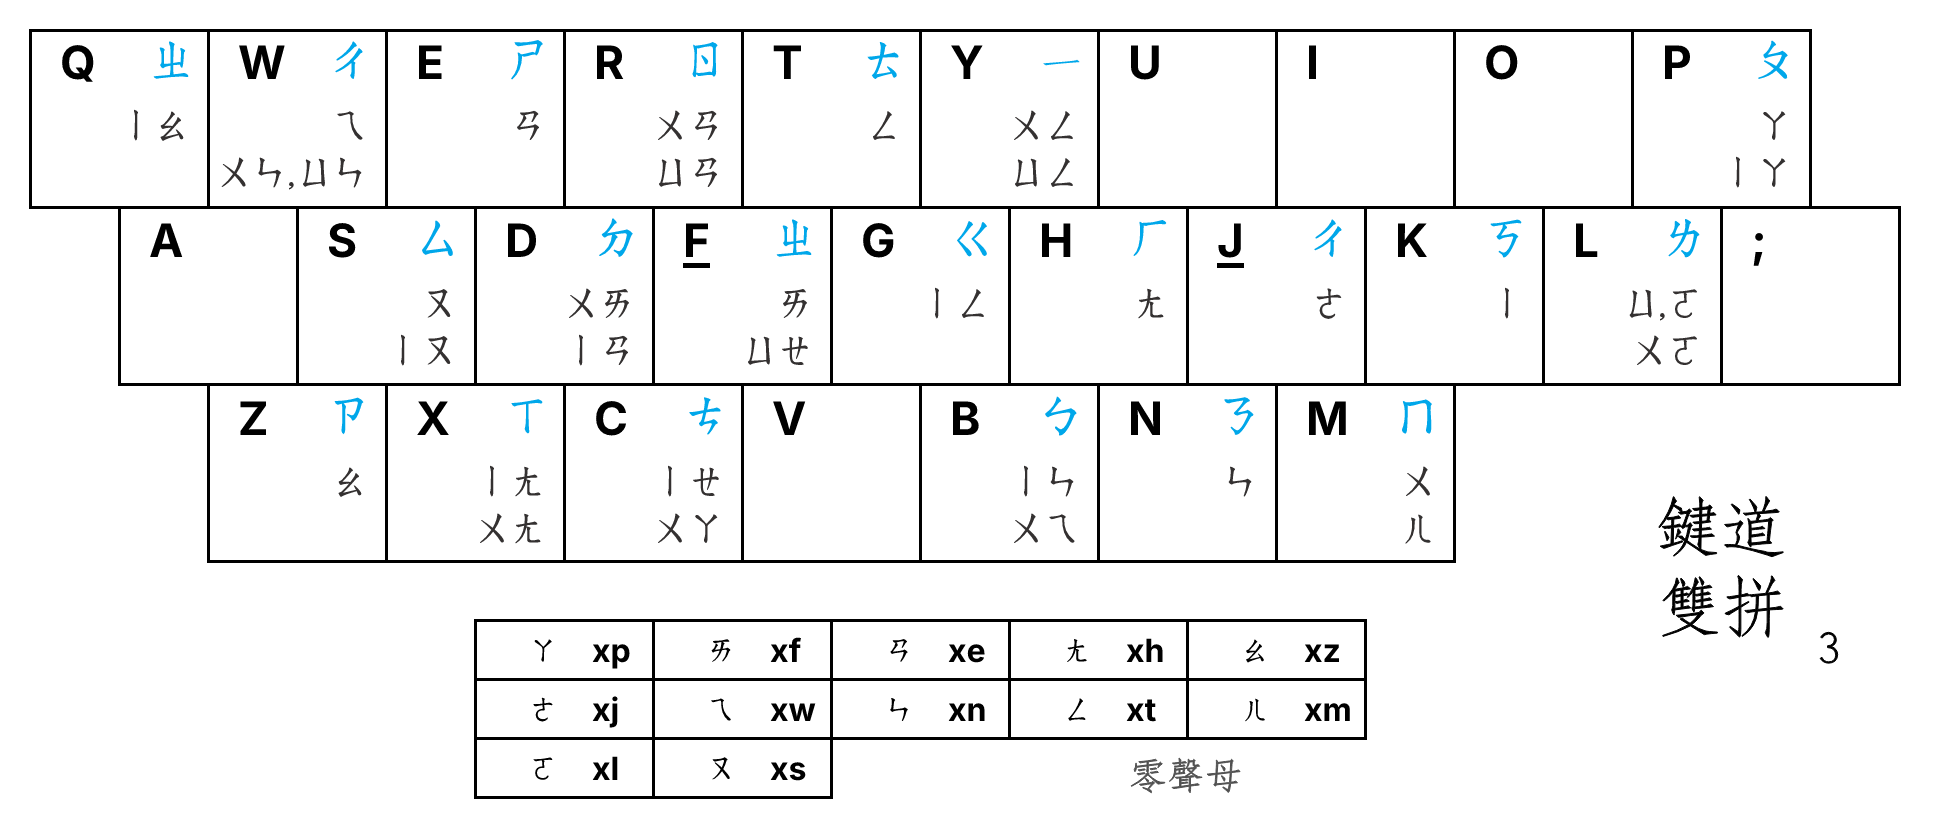 Q ㄓ W ㄔ E ㄕ R ㄖ T ㄊ Y ㄧ U I O P ㄆ
ㄧㄠ ㄟ ㄢ ㄨㄢ ㄥ ㄨㄥ ㄚ
ㄨㄣ,ㄩㄣ ㄩㄢ ㄩㄥ ㄧㄚ
A S ㄙ D ㄉ F ㄓ G ㄍ H ㄏ J ㄔ K ㄎ L ㄌ ;
ㄡ ㄨㄞ ㄞ ㄧㄥ ㄤ ㄜ ㄧ ㄩ,ㄛ
ㄧㄡ ㄧㄢ ㄩㄝ ㄨㄛ
Z ㄗ X ㄒ C ㄘ V B ㄅ N ㄋ M ㄇ
ㄠ ㄧㄤ ㄧㄝ ㄧㄣ ㄣ ㄨ
ㄨㄤ ㄨㄚ ㄨㄟ ㄦ
鍵道
雙拼
3
ㄚ xp ㄞ xf ㄢ xe ㄤ xh ㄠ xz
ㄜ xj ㄟ xw ㄣ xn ㄥ xt ㄦ xm
ㄛ xl ㄡ xs
零聲母